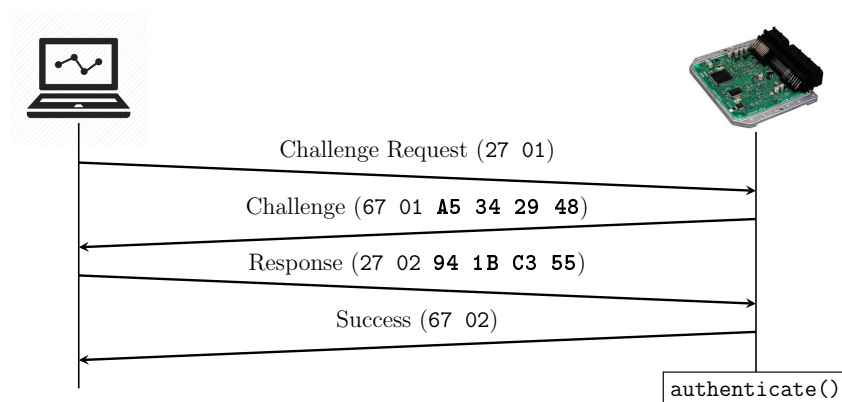 Challenge Request (27 01)
Challenge (67 01 A5 34 29 48)
Response (27 02 94 1B C3 55)
Success (67 02)
authenticate()